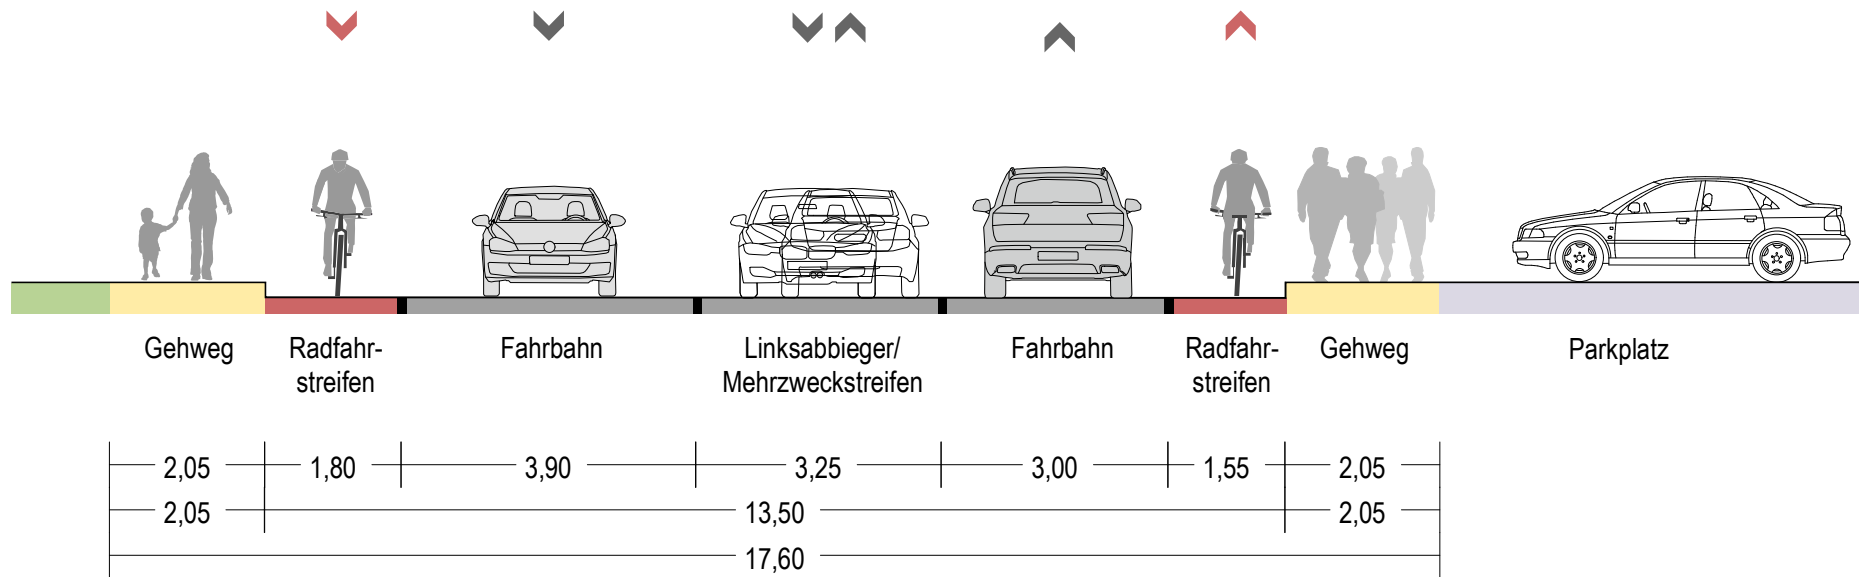 Gehweg
Radfahr-
streifen
Fahrbahn
Linksabbieger/
Mehrzweckstreifen
Fahrbahn
Radfahr-
streifen
Gehweg
Parkplatz
2,05 1,80 3,90 3,25 3,00 1,55 2,05
2,05 13,50 2,05
17,60